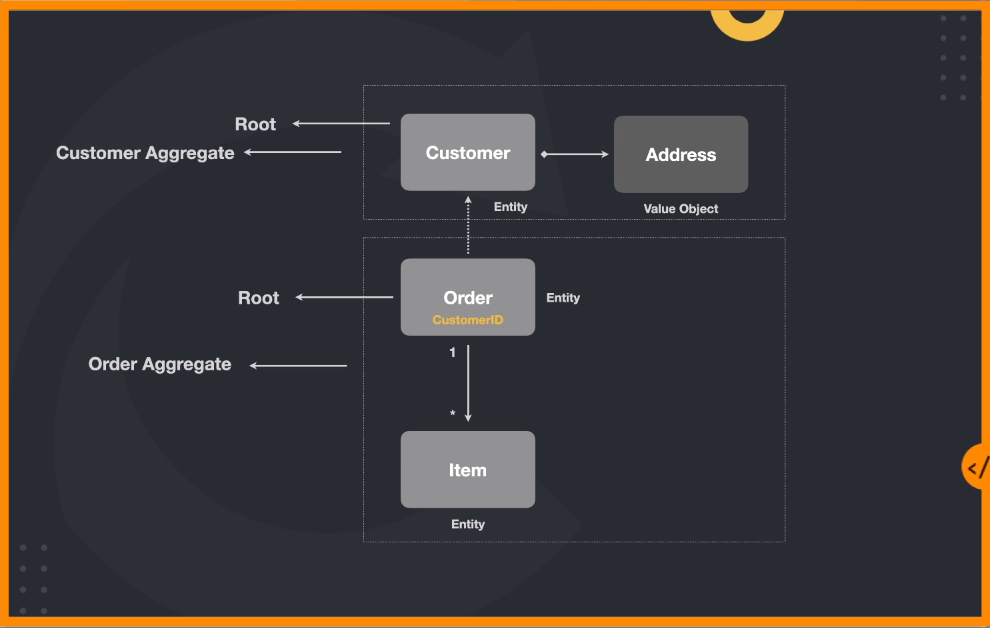 Root
Customer Aggregate
Customer
Address
Entity
Value Object
Root
Order
CustomerID
Entity
1
Order Aggregate
*
Item
Entity
</>